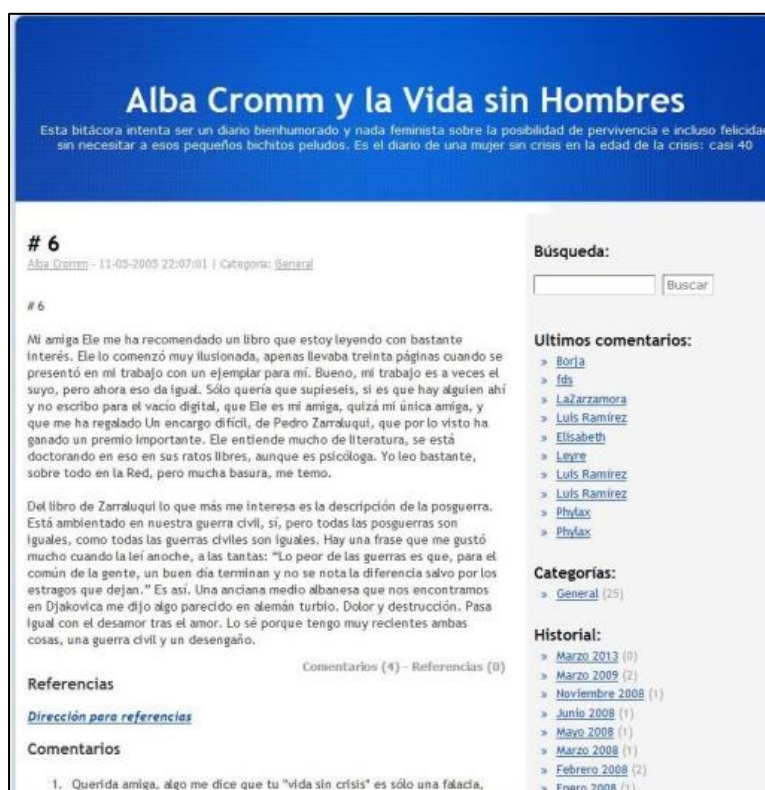 Alba Cromm y la Vida sin Hombres
Esta bitácora intenta ser un diario bienhumorado y nada feminista sobre la posibilidad de pervivencia e incluso felicidad
sin necesitar a esos pequeños bichitos peludos. Es el diario de una mujer sin crisis en la edad de la crisis: casi 40
# 6
Alba Cromm - 11-05-2005 22:07:01 | Categoria: General
# 6
Mi amiga Ele me ha recomendado un libro que estoy leyendo con bastante
interés. Ele lo comenzó muy ilusionada, apenas llevaba treinta páginas cuando se
presentó en mi trabajo con un ejemplar para mí. Bueno, mi trabajo es a veces el
suyo, pero ahora eso da igual. Sólo quería que supieseis, si es que hay alguien ahí
y no escribo para el vacío digital, que Ele es mi amiga, quizá mi única amiga, y
que me ha regalado Un encargo difícil, de Pedro Zarraluqui, que por lo visto ha
ganado un premio importante. Ele entiende mucho de literatura, se está
doctorando en eso en sus ratos libres, aunque es psicóloga. Yo leo bastante,
sobre todo en la Red, pero mucha basura, me temo.
Del libro de Zarraluqui lo que más me interesa es la descripción de la posguerra.
Está ambientado en nuestra guerra civil, sí, pero todas las posguerras son
iguales, como todas las guerras civiles son iguales. Hay una frase que me gustó
mucho cuando la leí anoche, a las tantas: "Lo peor de las guerras es que, para el
común de la gente, un buen día terminan y no se nota la diferencia salvo por los
estragos que dejan." Es así. Una anciana medio albanesa que nos encontramos
en Djakovica me dijo algo parecido en alemán turbio. Dolor y destrucción. Pasa
igual con el desamor tras el amor. Lo sé porque tengo muy recientes ambas
cosas, una guerra civil y un desengaño.
Comentarios (4) - Referencias (0)
Referencias
Dirección para referencias
Comentarios
1. Querida amiga, algo me dice que tu "vida sin crisis" es sólo una falacia,
Búsqueda:
Buscar
Ultimos comentarios:
» Borja
» fds
» LaZarzamora
» Luis Ramírez
» Elisabeth
» Leyre
» Luis Ramírez
» Luis Ramírez
» Phylax
» Phylax
Categorías:
» General (25)
Historial:
» Marzo 2013 (0)
» Marzo 2009 (2)
» Noviembre 2008 (1)
» Junio 2008 (1)
» Mayo 2008 (1)
» Marzo 2008 (1)
» Febrero 2008 (2)
» Enero 2008 (1)